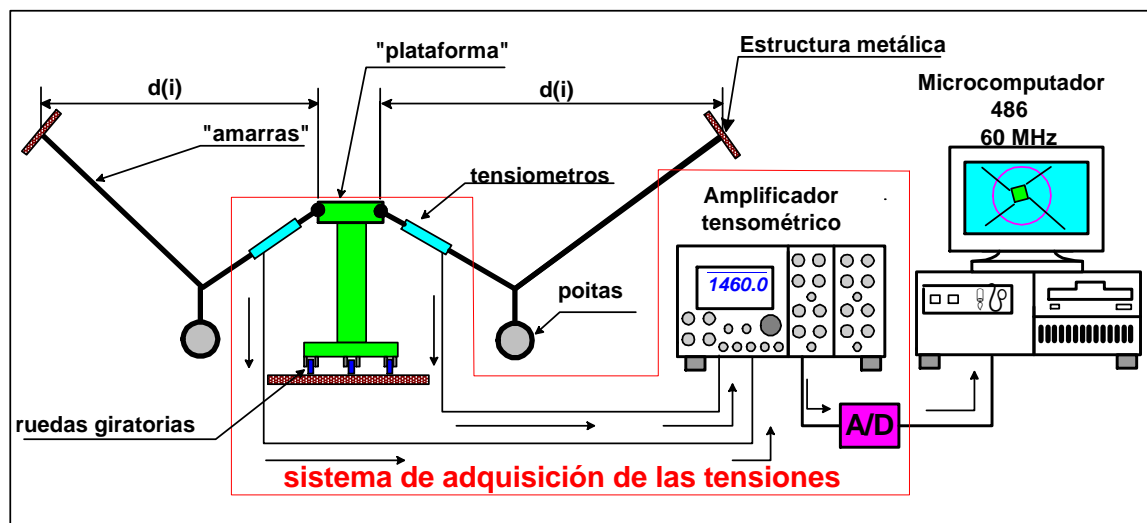 "plataforma"
Estructura metálica
d(i)
d(i)
Microcomputador
486
60 MHz
"amarras"
tensiometros
Amplificador
tensométrico
1460.0
poitas
ruedas giratorias
A/D
sistema de adquisición de las tensiones